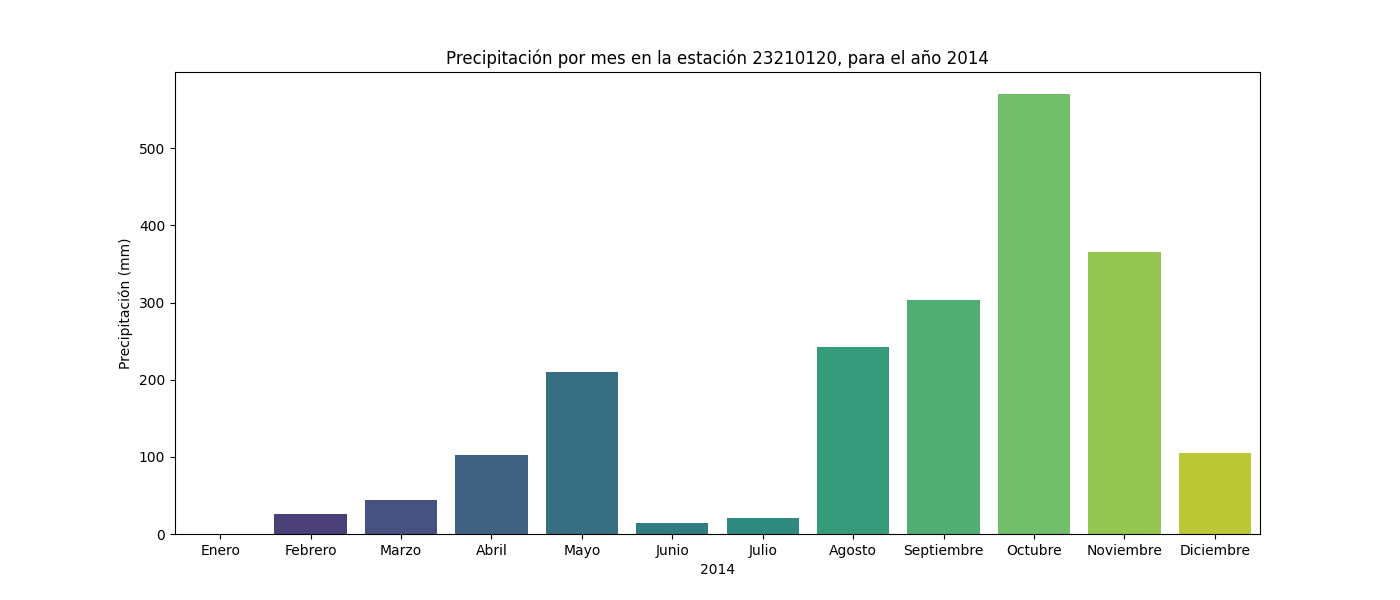 Precipitación por mes en la estación 23210120, para el año 2014
Precipitación (mm)
500
400
300
200
100
0
Enero Febrero Marzo Abril Mayo Junio Julio Agosto Septiembre Octubre Noviembre Diciembre
2014